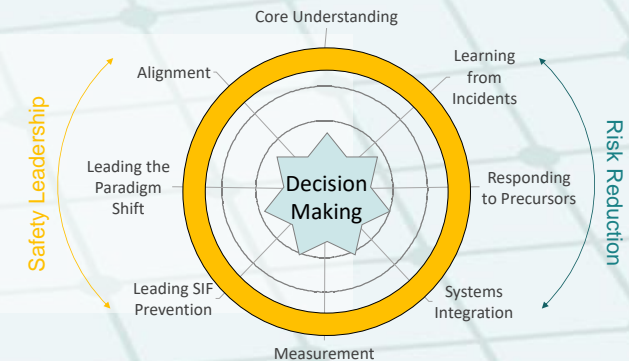 Core Understanding
Alignment
Learning
from
Incidents
Safety Leadership
Leading the
Paradigm
Shift
Decision
Making
Responding
to Precursors
Risk Reduction
Leading SIF
Prevention
Systems
Integration
Measurement